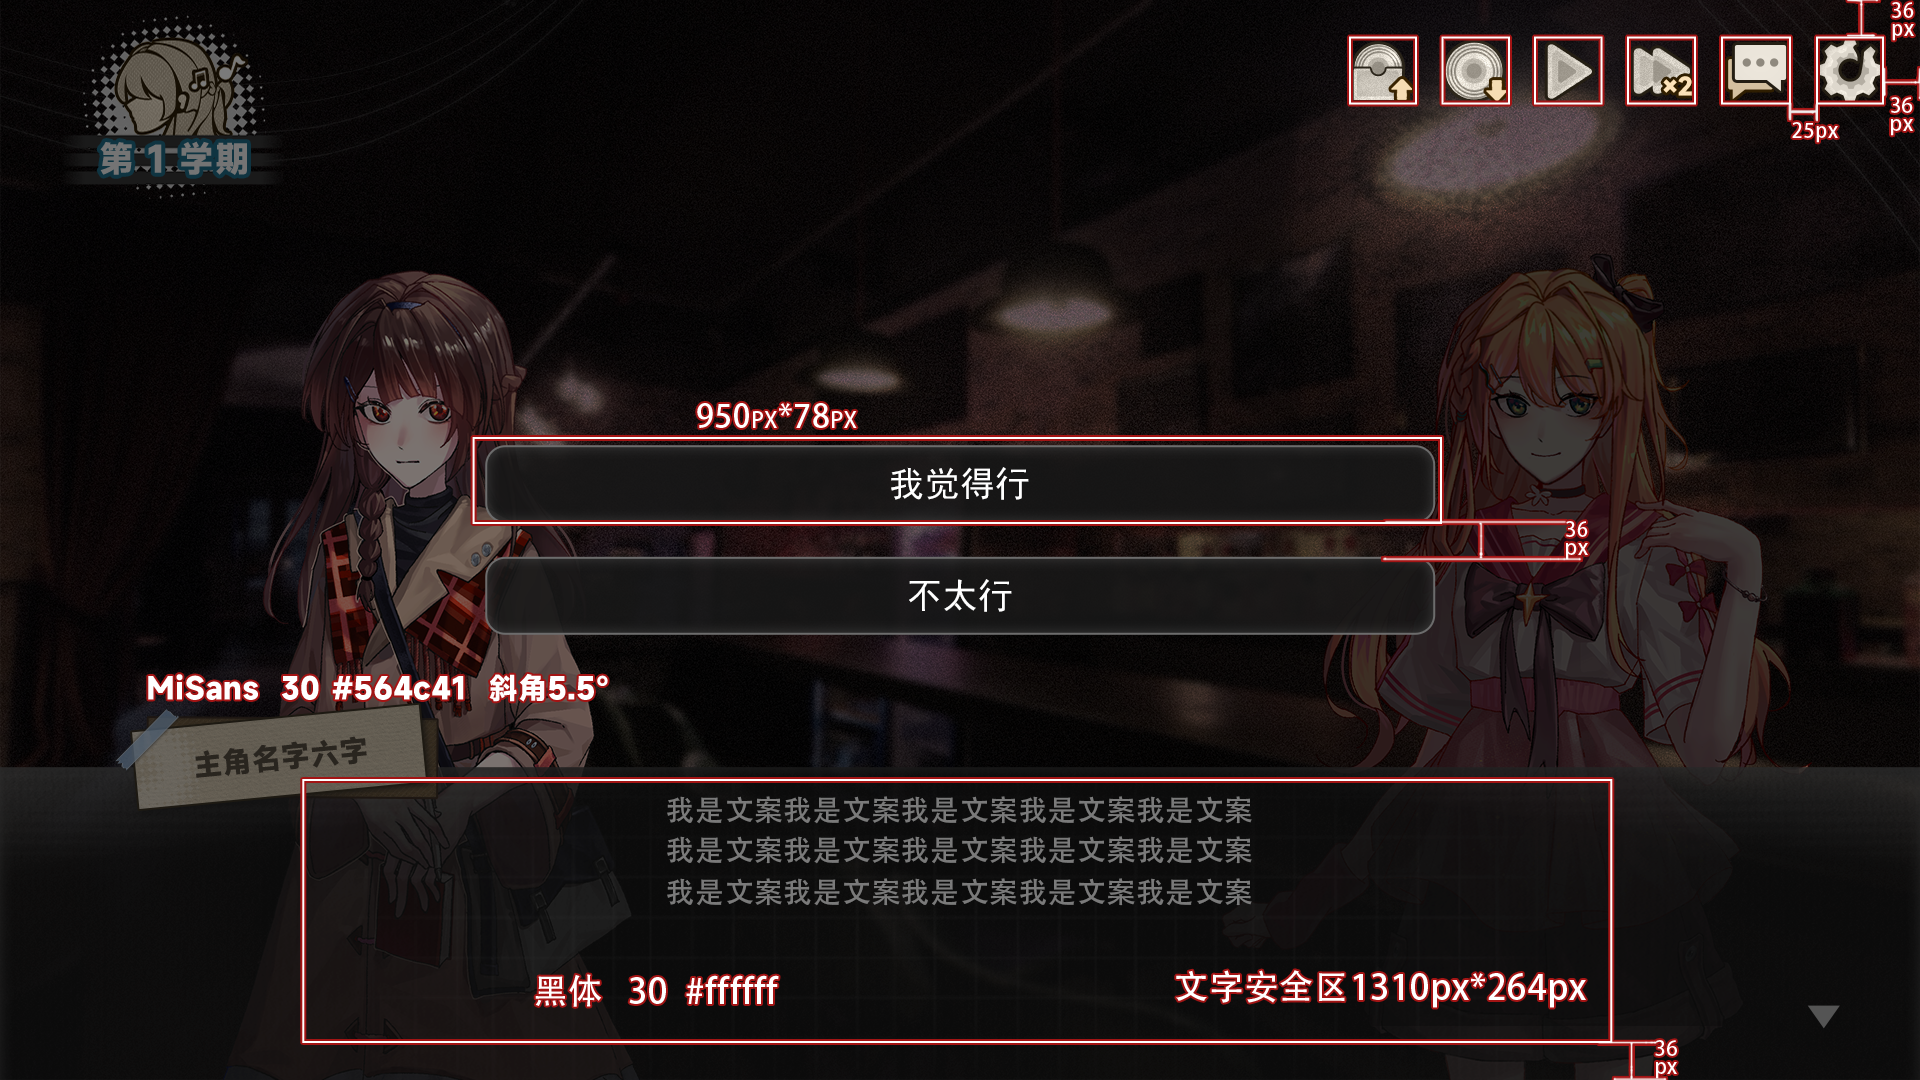 36
px
×2
36
px
25px
第1学期
950PX*78PX
我觉得行
36
px
不太行
MiSans 30 #564c41 斜角5.5°
主角名字六字
我是文案我是文案我是文案我是文案我是文案
我是文案我是文案我是文案我是文案我是文案
我是文案我是文案我是文案我是文案我是文案
黑体 30 #ffffff
文字安全区1310px*264px
36
px